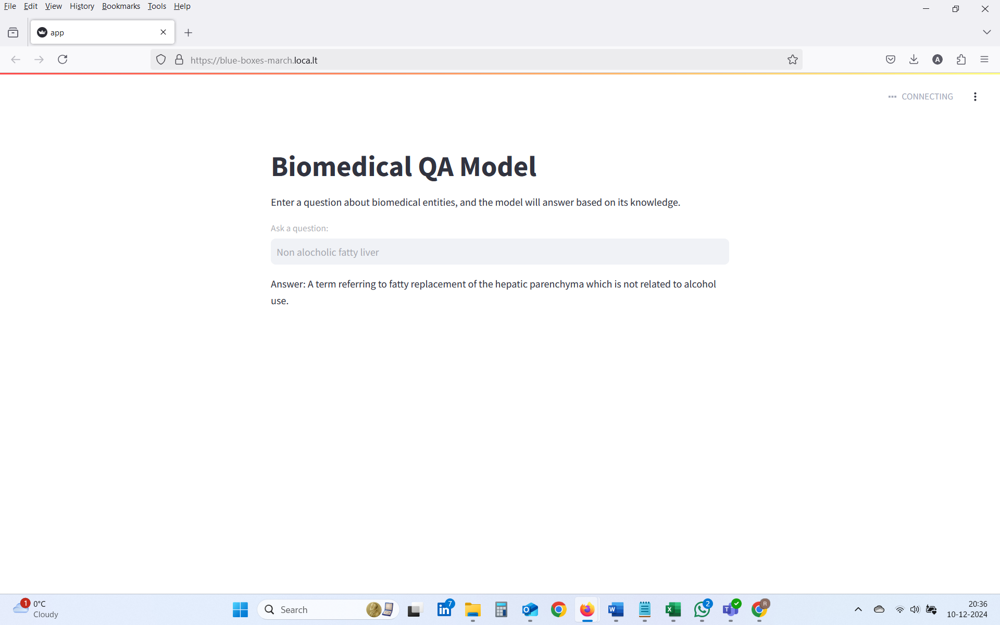 File Edit View History Bookmarks Tools Help
app
https://blue-boxes-march.loca.lt
A
CONNECTING
Biomedical QA Model
Enter a question about biomedical entities, and the model will answer based on its knowledge.
Ask a question:
Non alocholic fatty liver
Answer: A term referring to fatty replacement of the hepatic parenchyma which is not related to alcohol
use.
1
0°C
Cloudy
Search
in
7
O
W
X
2
T
R
20:36
10-12-2024